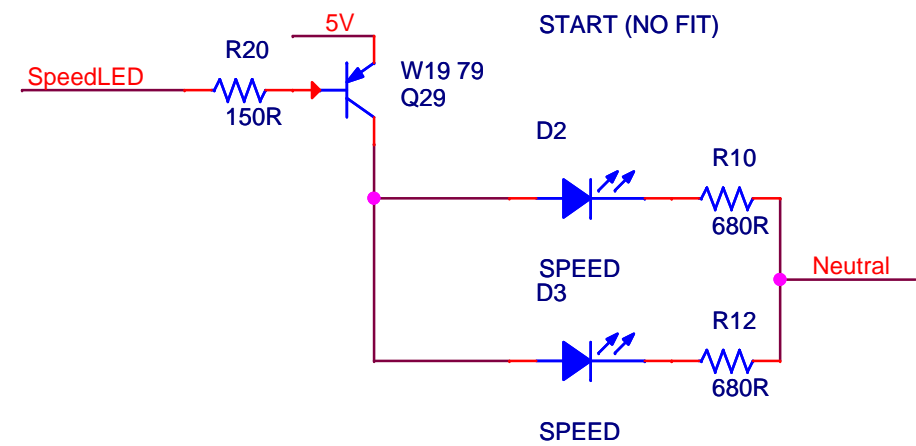 5V
START (NO FIT)
R20
W19 79
SpeedLED
Q29
150R
D2
R10
680R
SPEED
Neutral
D3
R12
680R
SPEED